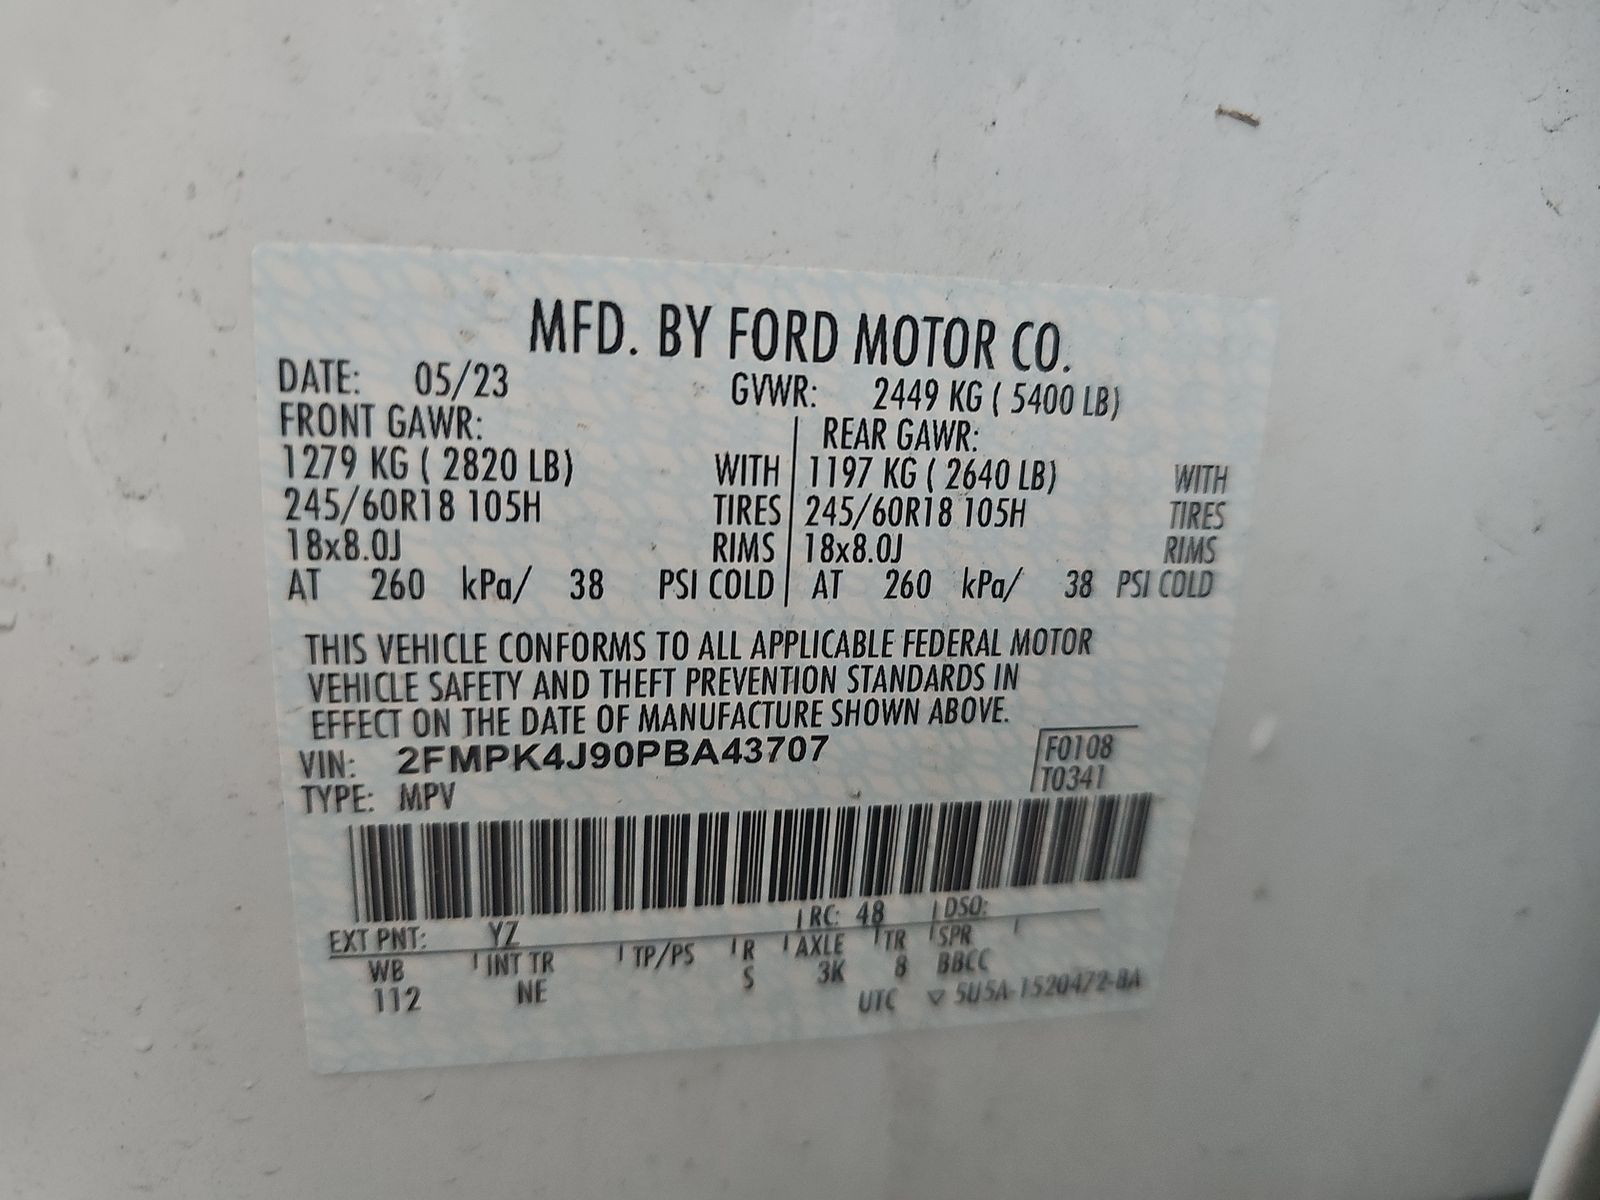 MFD. BY FORD MOTOR CO.
DATE: 05/23 GVWR: 2449 KG ( 5400 LB)
FRONT GAWR: REAR GAWR:
1279 KG ( 2820 LB) WITH 1197 KG ( 2640 LB) WITH
245/60R18 105H TIRES 245/60R18 105H TIRES
18x8.0J RIMS 18x8.0J RIMS
AT 260 kPa/ 38 PSI COLD AT 260 kPa/ 38 PSI COLD
THIS VEHICLE CONFORMS TO ALL APPLICABLE FEDERAL MOTOR
VEHICLE SAFETY AND THEFT PREVENTION STANDARDS IN
EFFECT ON THE DATE OF MANUFACTURE SHOWN ABOVE.
VIN: 2FMPK4J90PBA43707 F0108
TYPE: MPV T0341
EXT PNT: YZ RC: 48 DSO:
WB INT TR TP/PS R AXLE TR SPR
112 NE S 3K 8 BBCC
UTC ▽ 5U5A-1520472-BA